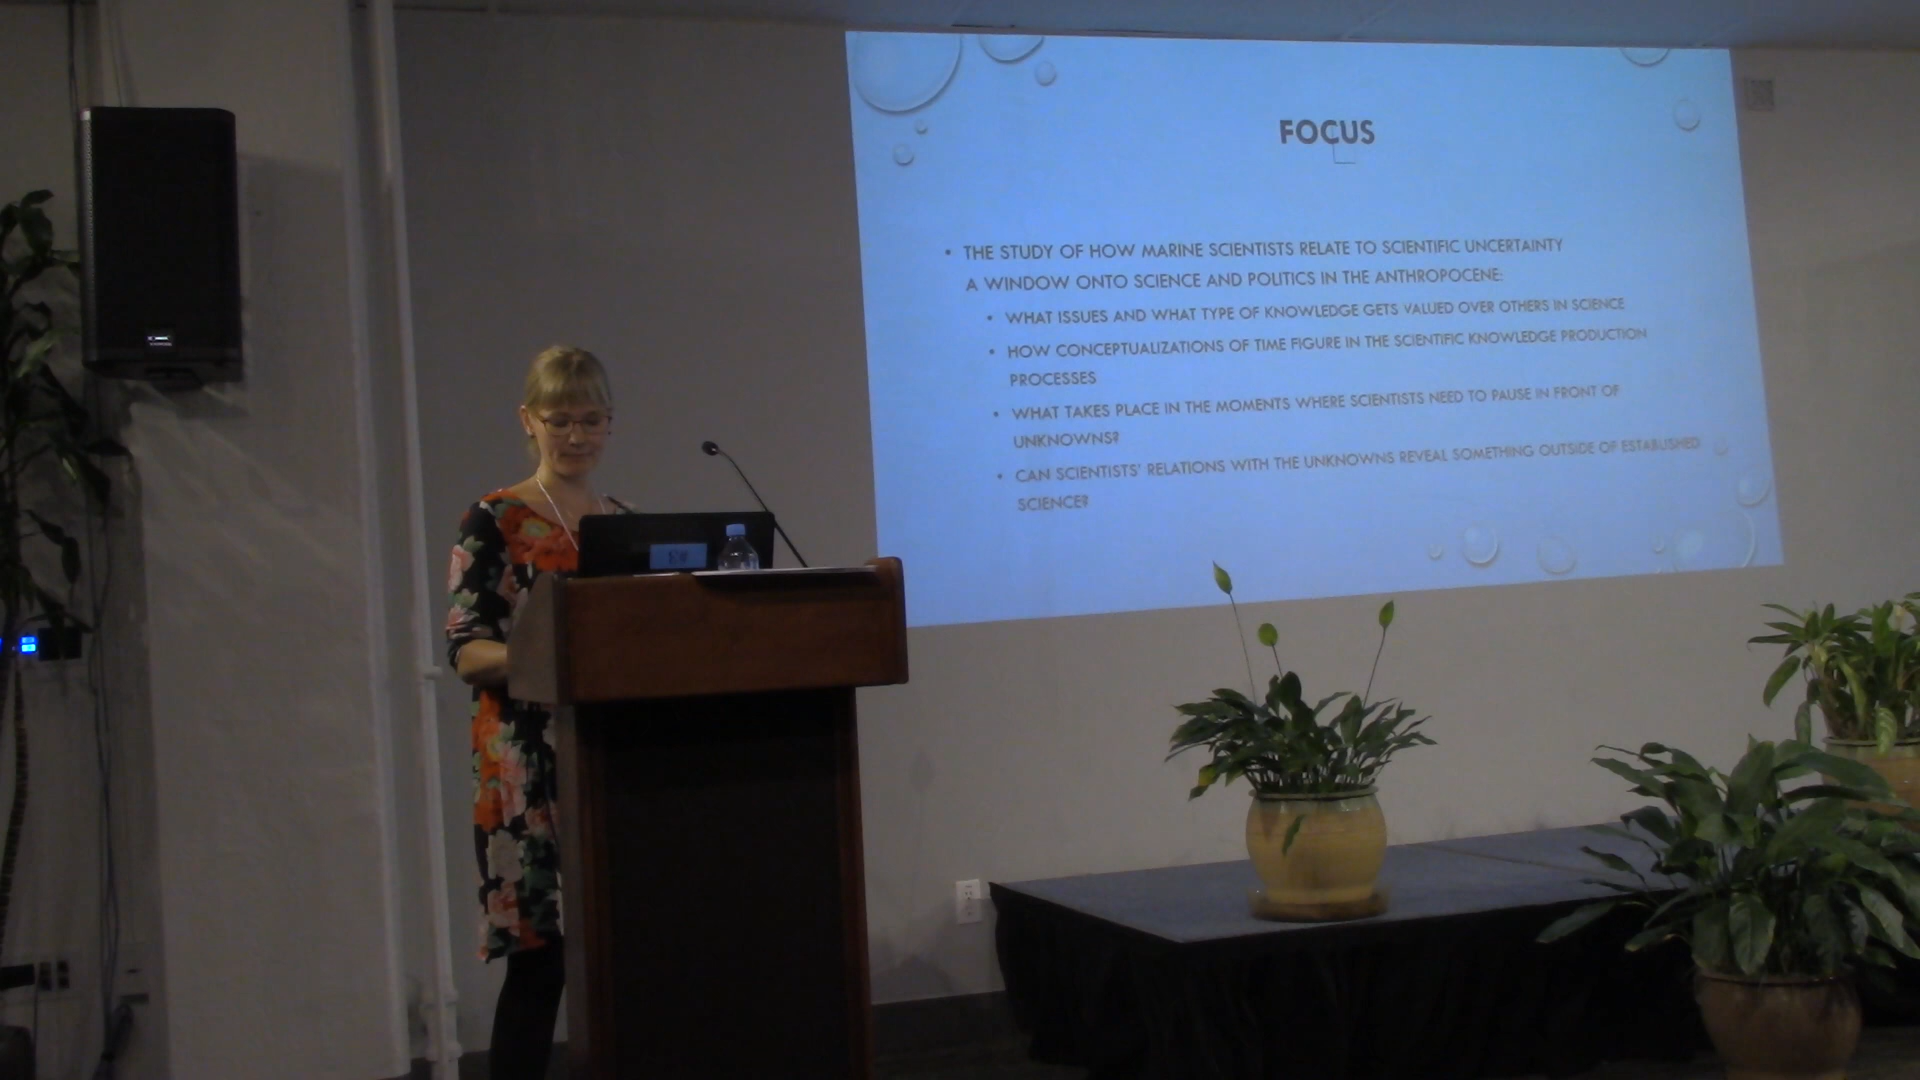 FOCUS
• THE STUDY OF HOW MARINE SCIENTISTS RELATE TO SCIENTIFIC UNCERTAINTY
A WINDOW ONTO SCIENCE AND POLITICS IN THE ANTHROPOCENE:
• WHAT ISSUES AND WHAT TYPE OF KNOWLEDGE GETS VALUED OVER OTHERS IN SCIENCE
• HOW CONCEPTUALIZATIONS OF TIME FIGURE IN THE SCIENTIFIC KNOWLEDGE PRODUCTION
PROCESSES
• WHAT TAKES PLACE IN THE MOMENTS WHERE SCIENTISTS NEED TO PAUSE IN FRONT OF
UNKNOWNS?
• CAN SCIENTISTS' RELATIONS WITH THE UNKNOWNS REVEAL SOMETHING OUTSIDE OF ESTABLISHED
SCIENCE?